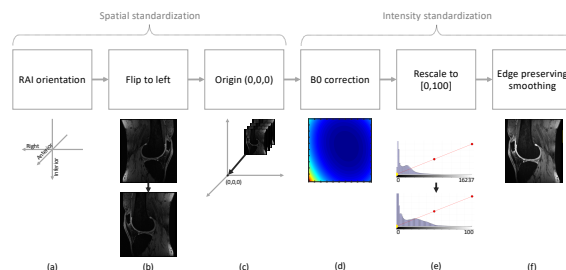 Spatial standardization
Intensity standardization
RAI orientation
Flip to left
Origin (0,0,0)
B0 correction
Rescale to
[0,100]
Edge preserving
smoothing
Right
Anterior
Inferior
(0,0,0)
0
16237
0
100
(a)
(b)
(c)
(d)
(e)
(f)